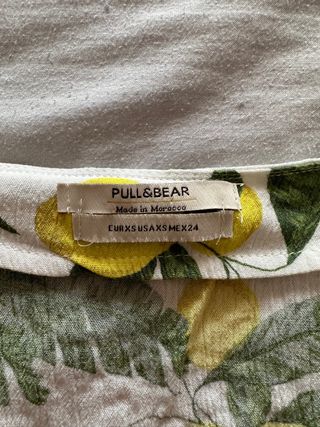 PULL&BEAR
Made in Morocco
EUR XS USA XS MEX 24